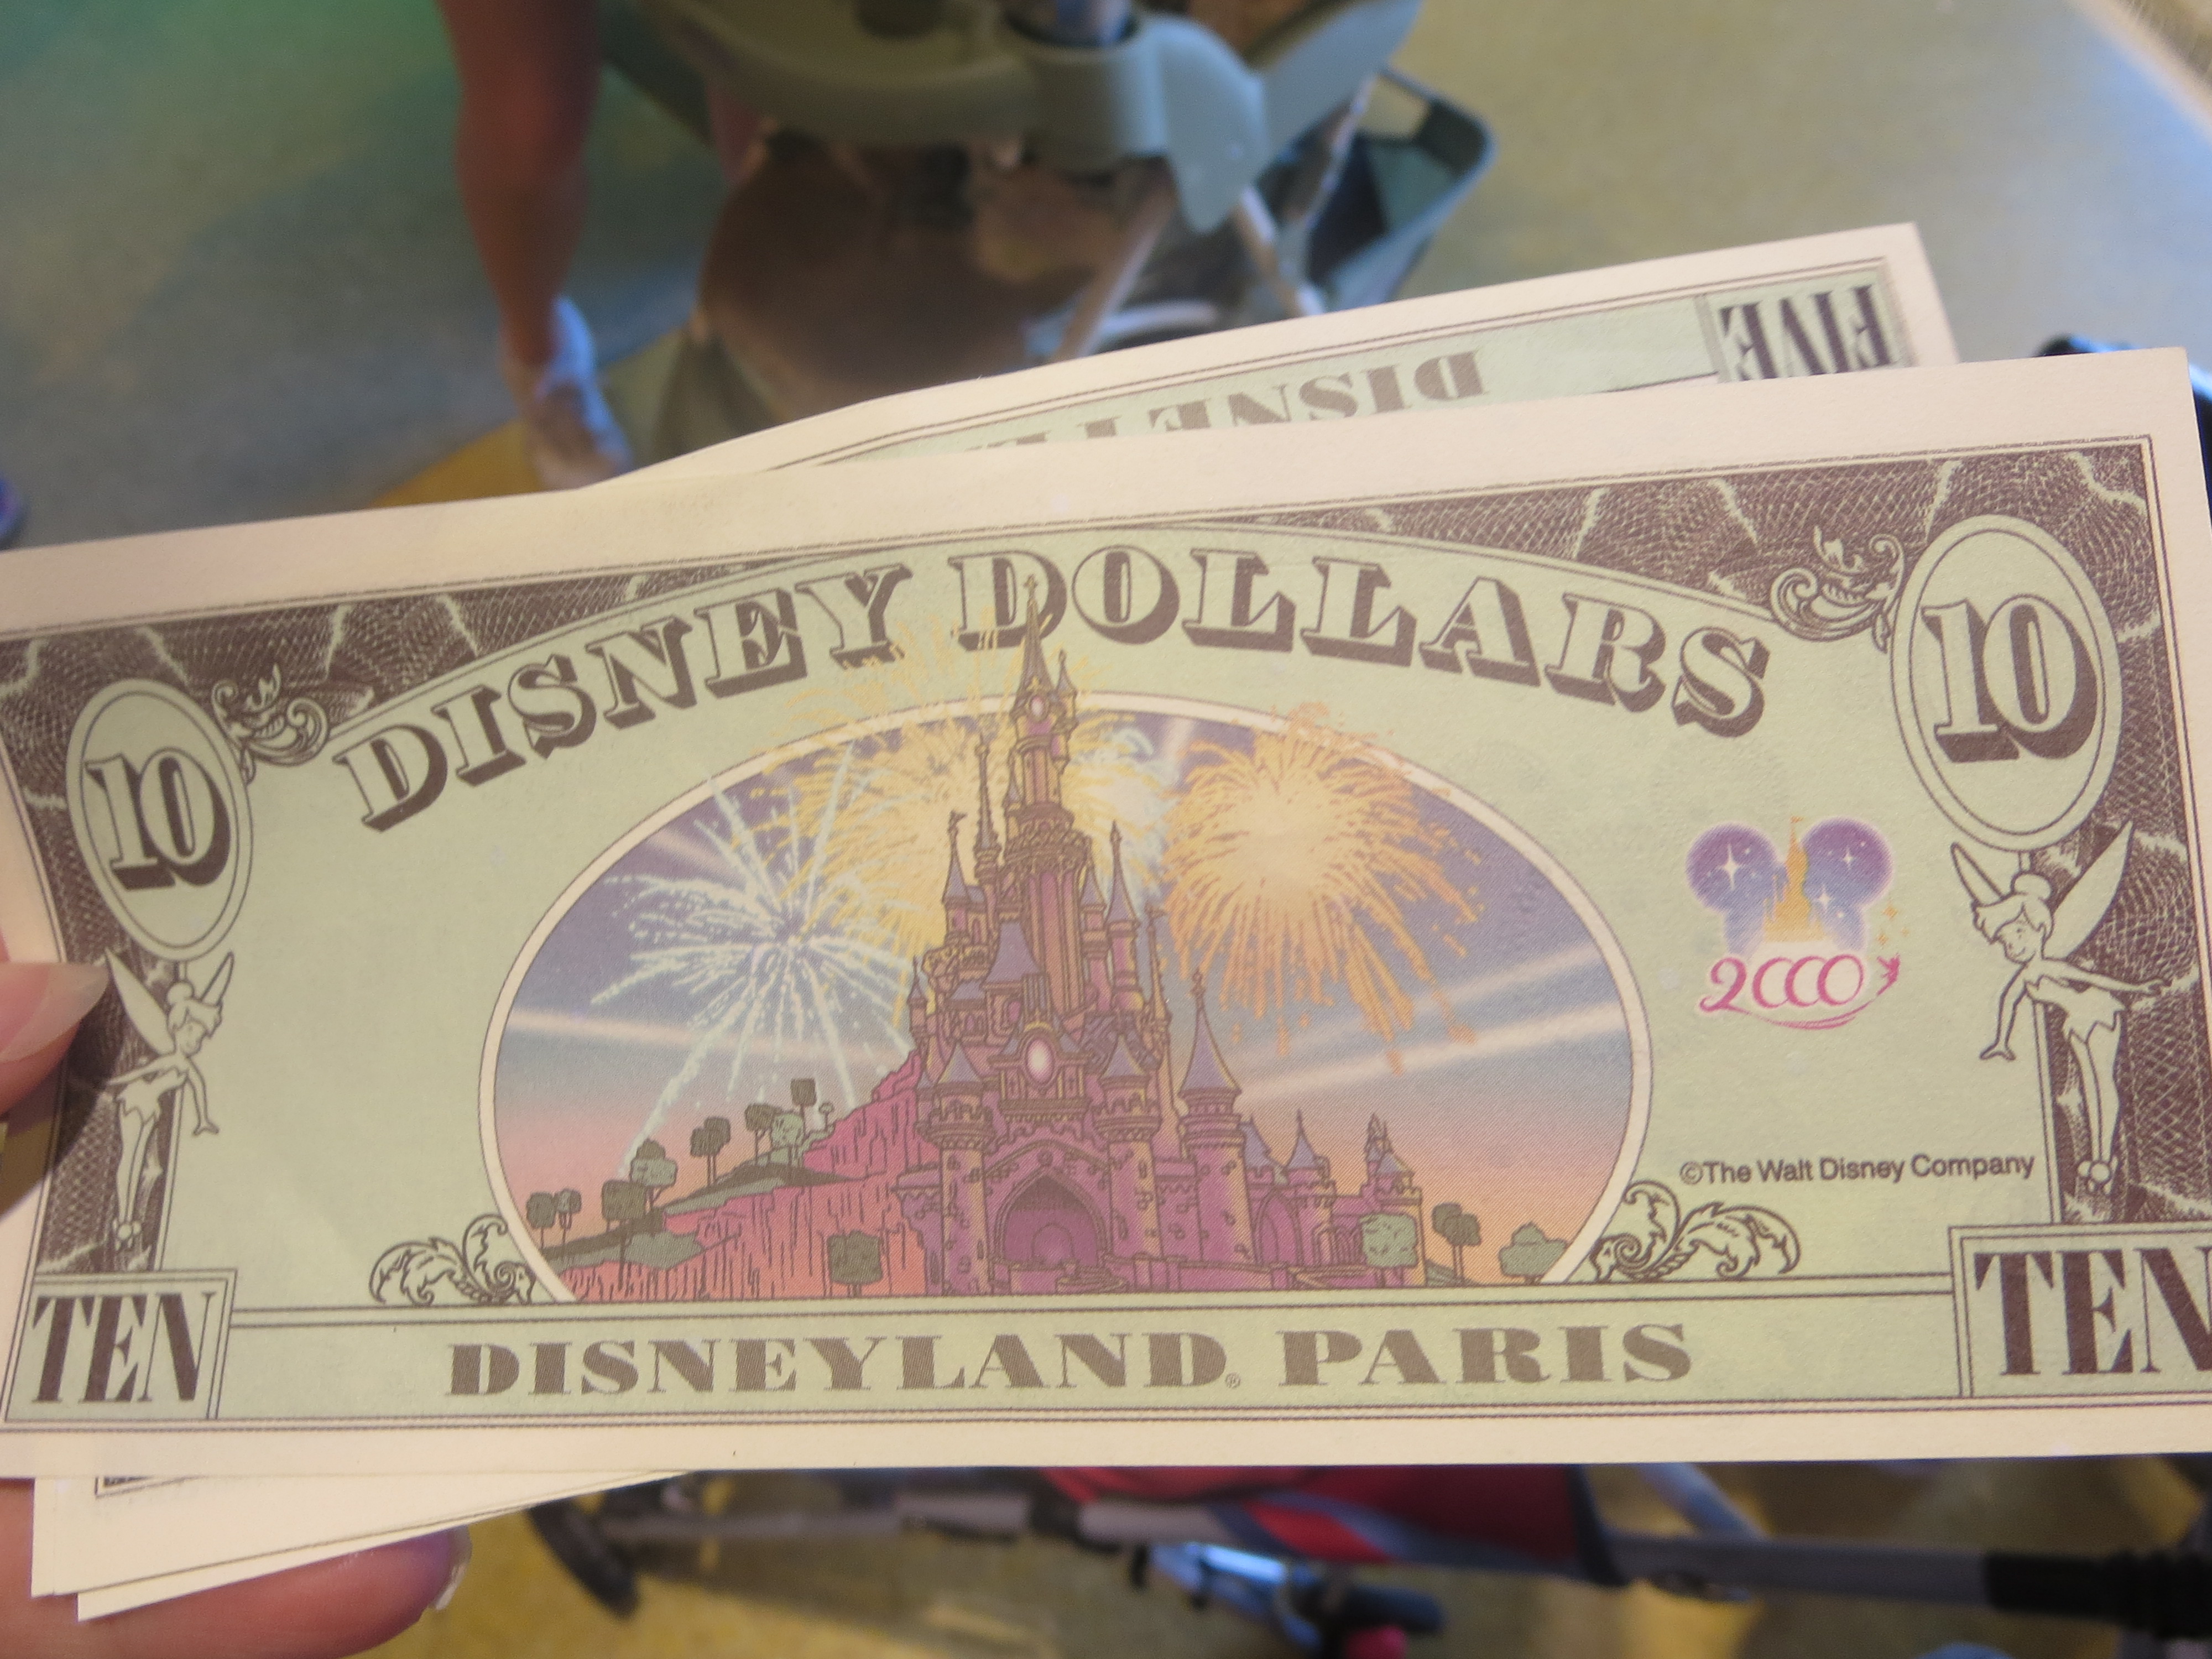 FIVE
DISNEY
DISNEY DOLLARS
10
10
2000
©The Walt Disney Company
TEN
DISNEYLAND® PARIS
TEN